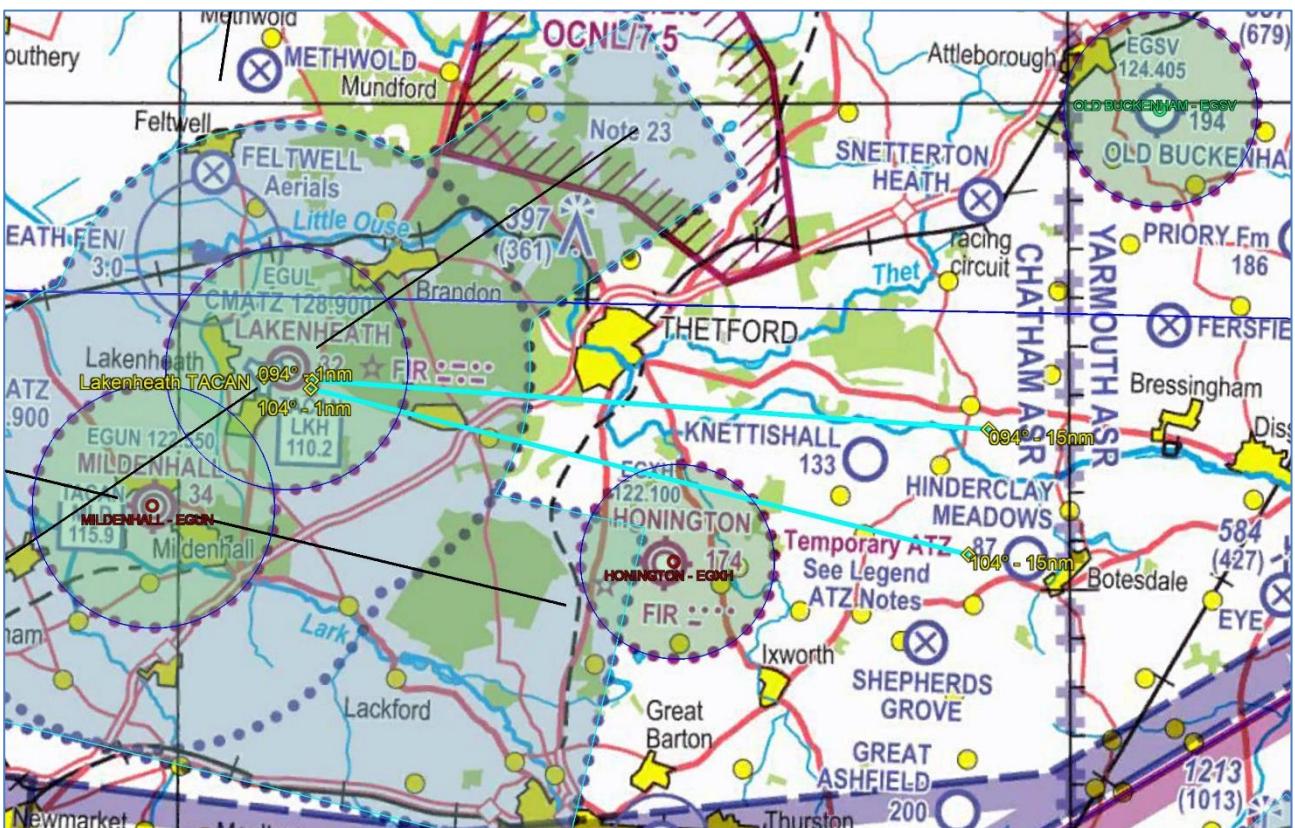 Methwold
METHWOLD
outhery
Mundford
OCNL/7.5
Attleborough
(679)
EGSV
124.405
OLD BUCKENHAM - EGSV
194
OLD BUCKENHA
Feltwell
FELTWELL
Aerials
Note 23
SNETTERTON
HEATH
racing
circuit
Little Ouse
397
(361)
EATH FEN/
3:0
PRIORY Fm
186
YARMOUTH ASR
CHATHAM ASR
Thet
EGUL
CMATZ 128.900
LAKENHEATH
32
Brandon
THETFORD
FERSFIE
Lakenheath
Lakenheath TACAN
094° - 1nm
104° - 1nm
FIR
LKH
110.2
ATZ
.900
Bressingham
Diss
094° - 15nm
KNETTISHALL
133
EGUN 122.550
MILDENHALL
34
TACAN
115.9
MILDENHALL - EGUN
Mildenhall
122.100
HONINGTON
174
HONINGTON - EGXH
FIR
HINDERCLAY
MEADOWS
87
104° - 15nm
Temporary ATZ
See Legend
ATZ Notes
Botesdale
584
(427)
EYE
ham
Lark
Ixworth
SHEPHERDS
GROVE
Lackford
Great
Barton
GREAT
ASHFIELD
200
1213
(1013)
Newmarket
Thurston